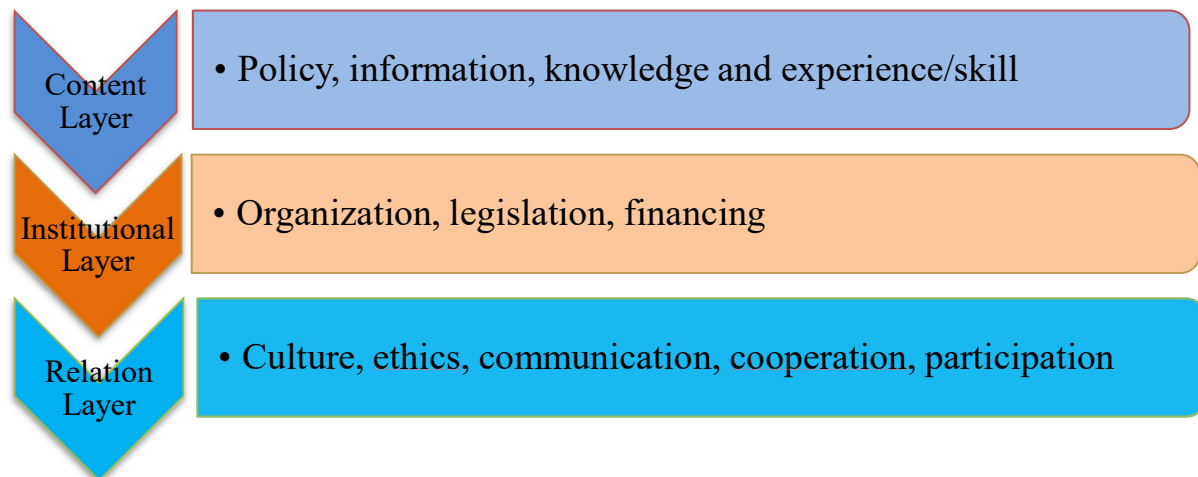 Content
Layer
• Policy, information, knowledge and experience/skill
Institutional
Layer
• Organization, legislation, financing
Relation
Layer
• Culture, ethics, communication, cooperation, participation